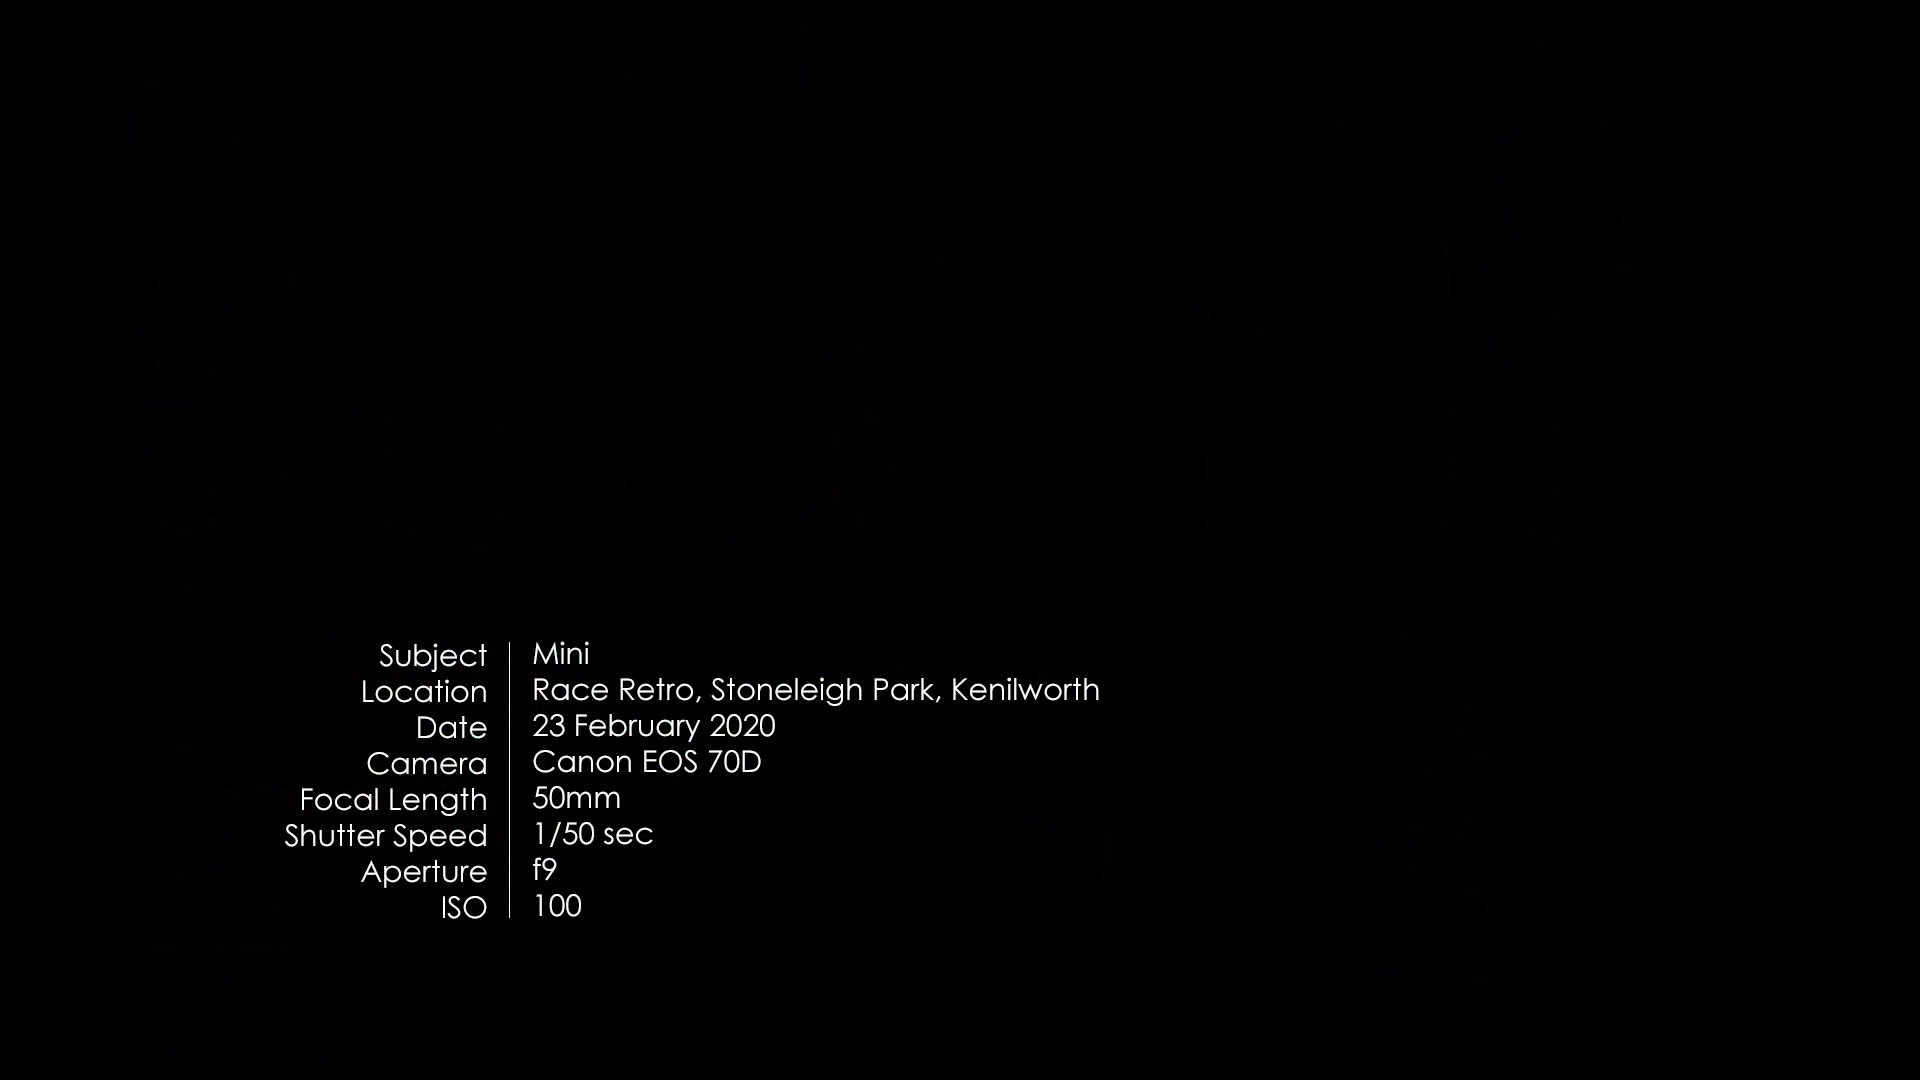 Subject Mini
Location Race Retro, Stoneleigh Park, Kenilworth
Date 23 February 2020
Camera Canon EOS 70D
Focal Length 50mm
Shutter Speed 1/50 sec
Aperture f9
ISO 100